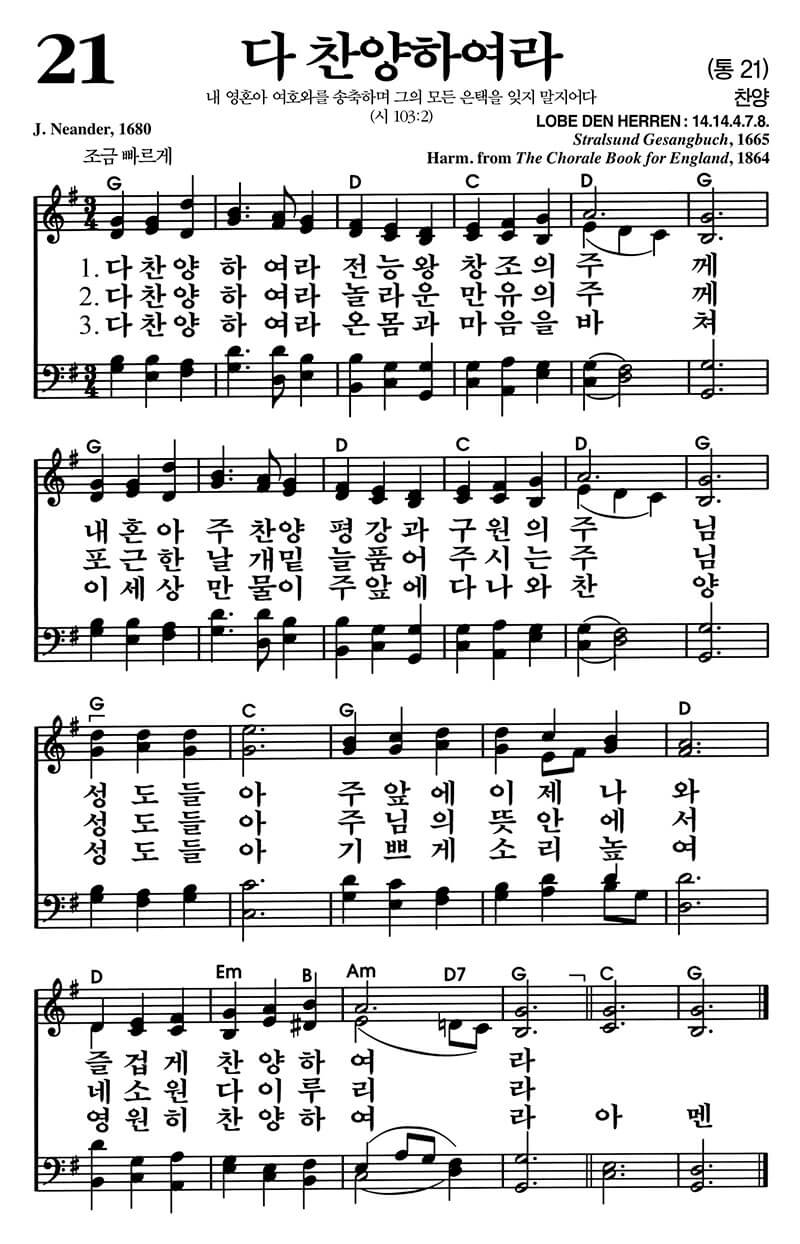 21
다 찬양하여라
(통 21)
내 영혼아 여호와를 송축하며 그의 모든 은택을 잊지 말지어다
(시 103:2)
찬양
J. Neander, 1680
LOBE DEN HERREN : 14.14.4.7.8.
Stralsund Gesangbuch, 1665
조금 빠르게
Harm. from The Chorale Book for England, 1864
G D C D G
3 4
1. 다 찬 양 하 여라 전 능 왕 창 조 의 주 께
2. 다 찬 양 하 여라 놀 라 운 만 유 의 주 께
3. 다 찬 양 하 여라 온 몸 과 마 음 을 바 쳐
3 4
G D C D G
내 혼 아 주 찬양 평 강 과 구 원 의 주 님
포 근 한 날 개밑 늘 품 어 주 시 는 주 님
이 세 상 만 물이 주 앞 에 다 나 와 찬 양
G C G D
성 도 들 아 주 앞 에 이 제 나 와
성 도 들 아 주 님 의 뜻 안 에 서
성 도 들 아 기 쁘 게 소 리 높 여
D Em B Am D7 G C G
즐 겁 게 찬 양 하 여 라
네 소 원 다 이 루 리 라
영 원 히 찬 양 하 여 라 아 멘